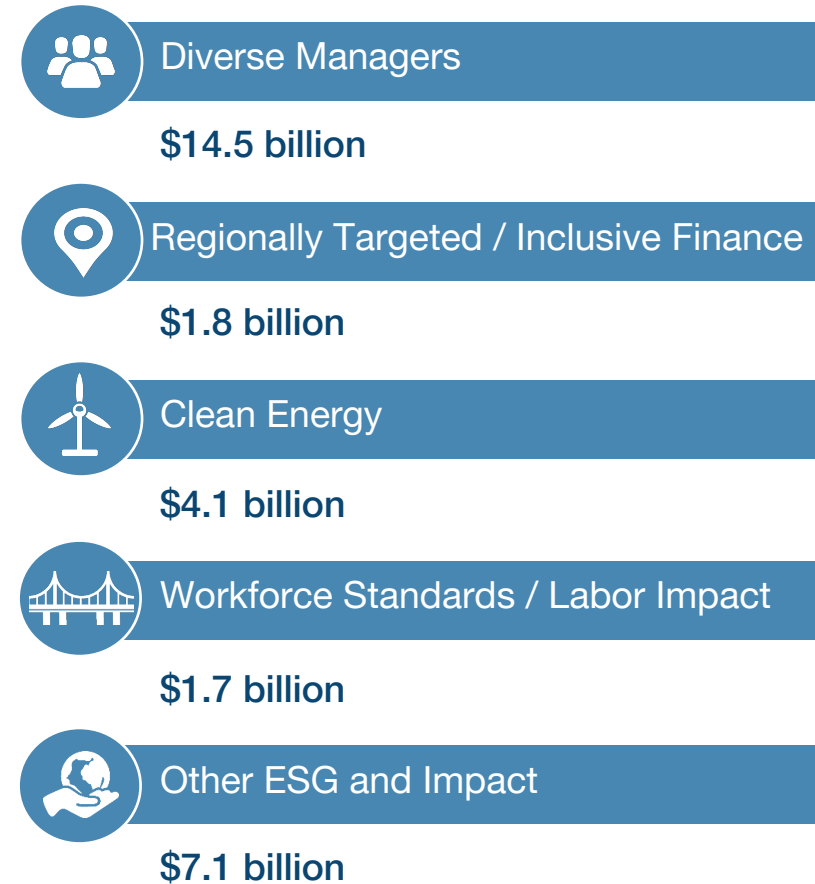 Diverse Managers
$14.5 billion
Regionally Targeted / Inclusive Finance
$1.8 billion
Clean Energy
$4.1 billion
Workforce Standards / Labor Impact
$1.7 billion
Other ESG and Impact
$7.1 billion